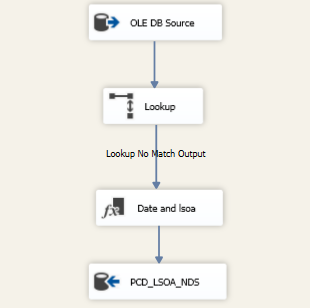 OLE DB Source
Lookup
Lookup No Match Output
Date and lsoa
PCD_LSOA_NDS